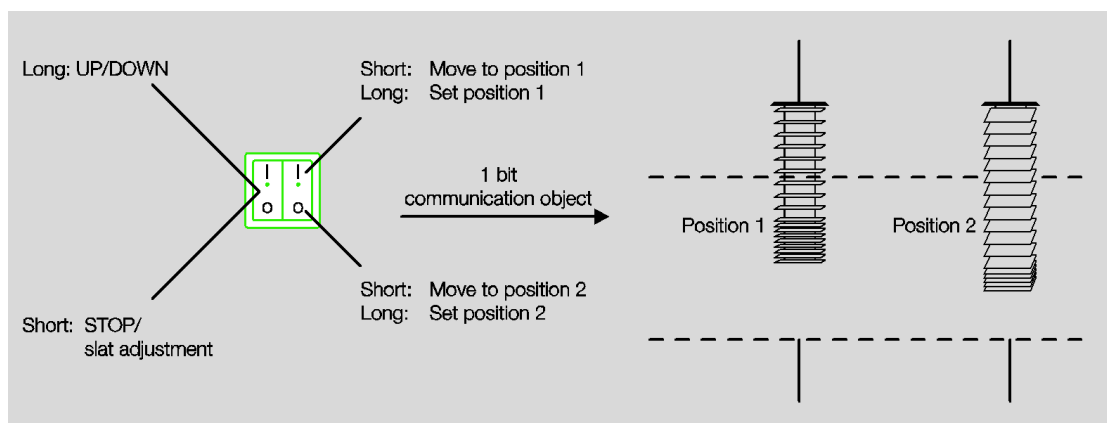 Long: UP/DOWN
Short: Move to position 1
Long: Set position 1
I I
O O
1 bit
communication object
Position 1
Position 2
Short: STOP/
slat adjustment
Short: Move to position 2
Long: Set position 2